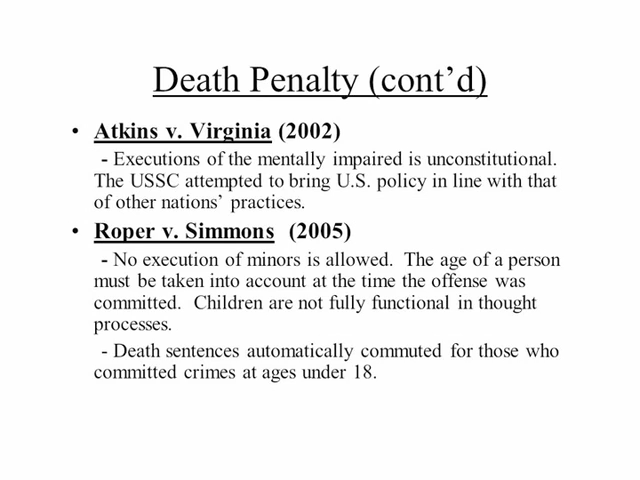 Death Penalty (cont’d)
• Atkins v. Virginia (2002)
- Executions of the mentally impaired is unconstitutional.
The USSC attempted to bring U.S. policy in line with that
of other nations’ practices.
• Roper v. Simmons (2005)
- No execution of minors is allowed. The age of a person
must be taken into account at the time the offense was
committed. Children are not fully functional in thought
processes.
- Death sentences automatically commuted for those who
committed crimes at ages under 18.